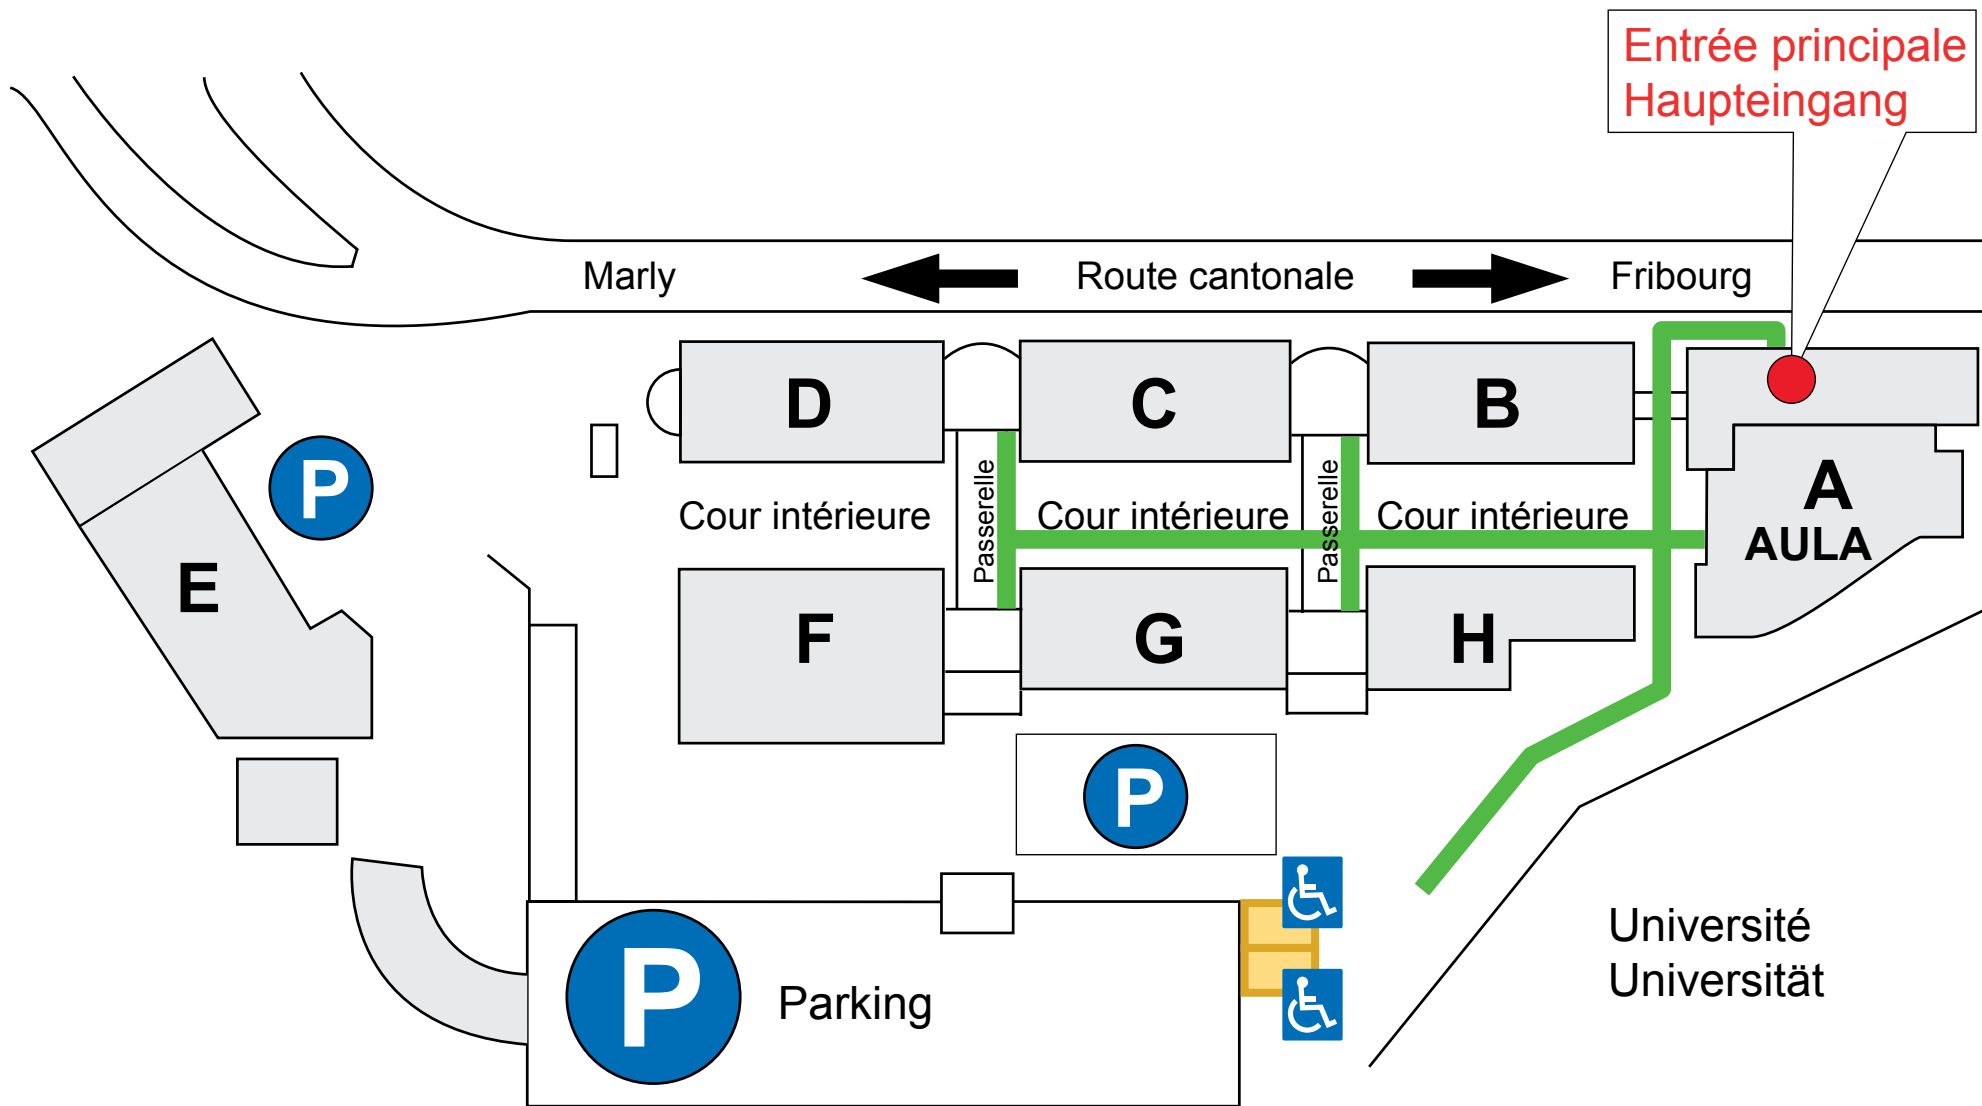 Entrée principale
Haupteingang
Marly
Route cantonale
Fribourg
D
C
B
P
Cour intérieure
Passerelle
Cour intérieure
Passerelle
Cour intérieure
A
AULA
E
F
G
H
P
P
Parking
Université
Universität